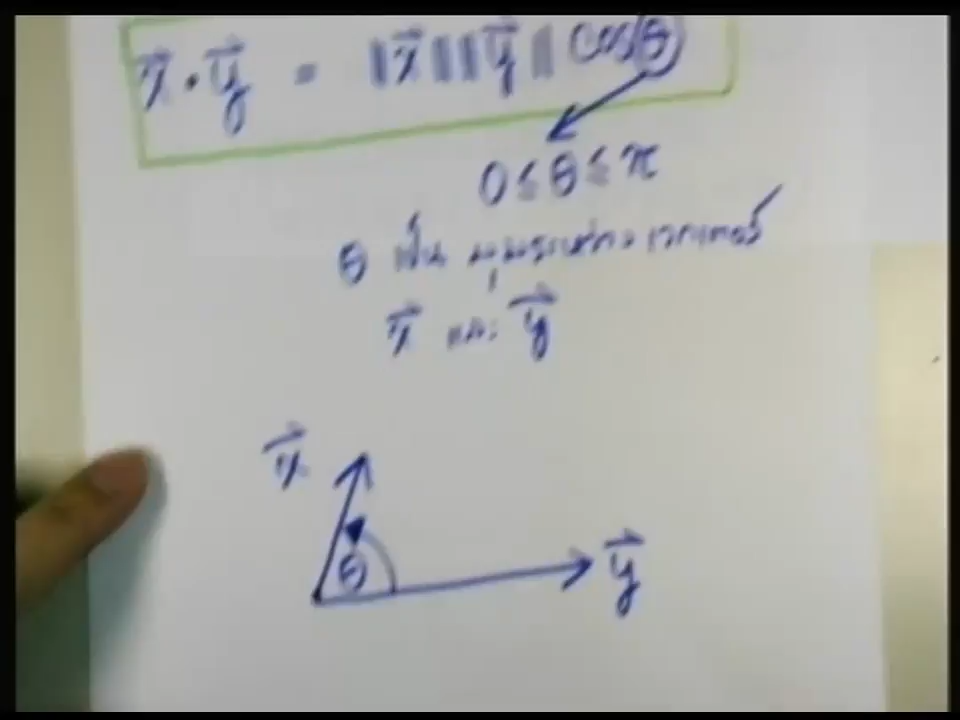 x⃗ · y⃗ = ‖x⃗‖‖y⃗‖ cos(θ)
0 ≤ θ ≤ π
θ เป็น มุมระหว่าง เวกเตอร์
x⃗ และ y⃗
x⃗
θ
y⃗